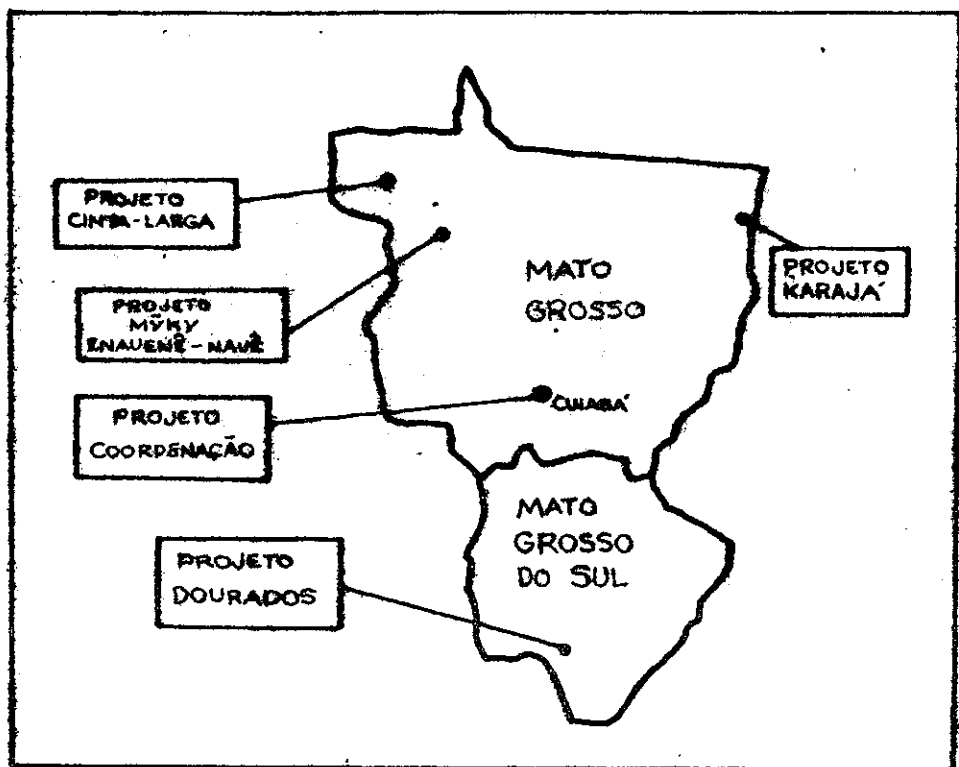 PROJETO
CINTA-LARGA
PROJETO
MỸKY
ENAUENÊ-NAUÊ
PROJETO
COORDENAÇÃO
PROJETO
DOURADOS
MATO
GROSSO
CUIABÁ
MATO
GROSSO
DO SUL
PROJETO
KARAJÁ